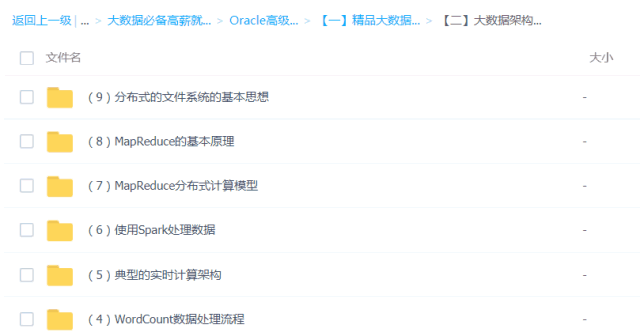 返回上一级 | ... > 大数据必备高薪就... > Oracle高级... > 【一】精品大数据... > 【二】大数据架构...
文件名 大小
（9）分布式的文件系统的基本思想 -
（8）MapReduce的基本原理 -
（7）MapReduce分布式计算模型 -
（6）使用Spark处理数据 -
（5）典型的实时计算架构 -
（4）WordCount数据处理流程 -